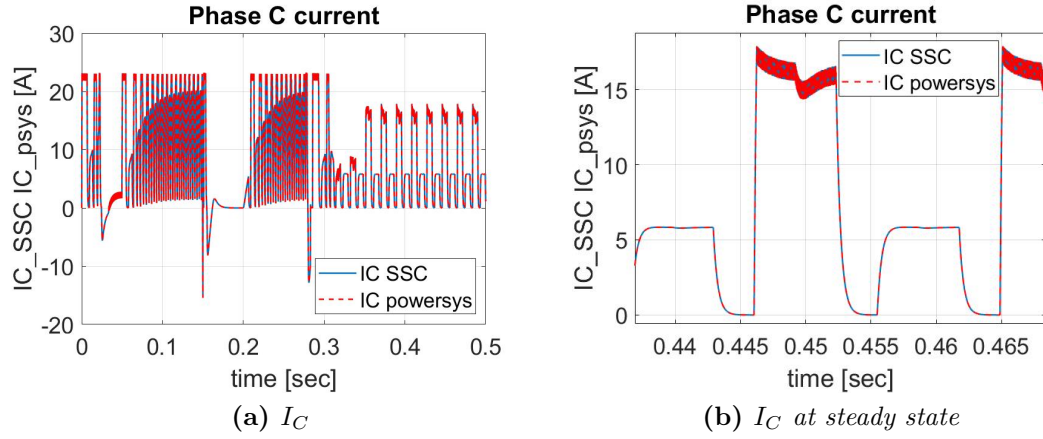 Phase C current
30
20
10
0
-10
-20
IC_SSC IC_psys [A]
IC SSC
IC powersys
0 0.1 0.2 0.3 0.4 0.5
time [sec]
(a) I_C
Phase C current
15
10
5
0
IC_SSC IC_psys [A]
IC SSC
IC powersys
0.44 0.445 0.45 0.455 0.46 0.465
time [sec]
(b) I_C at steady state